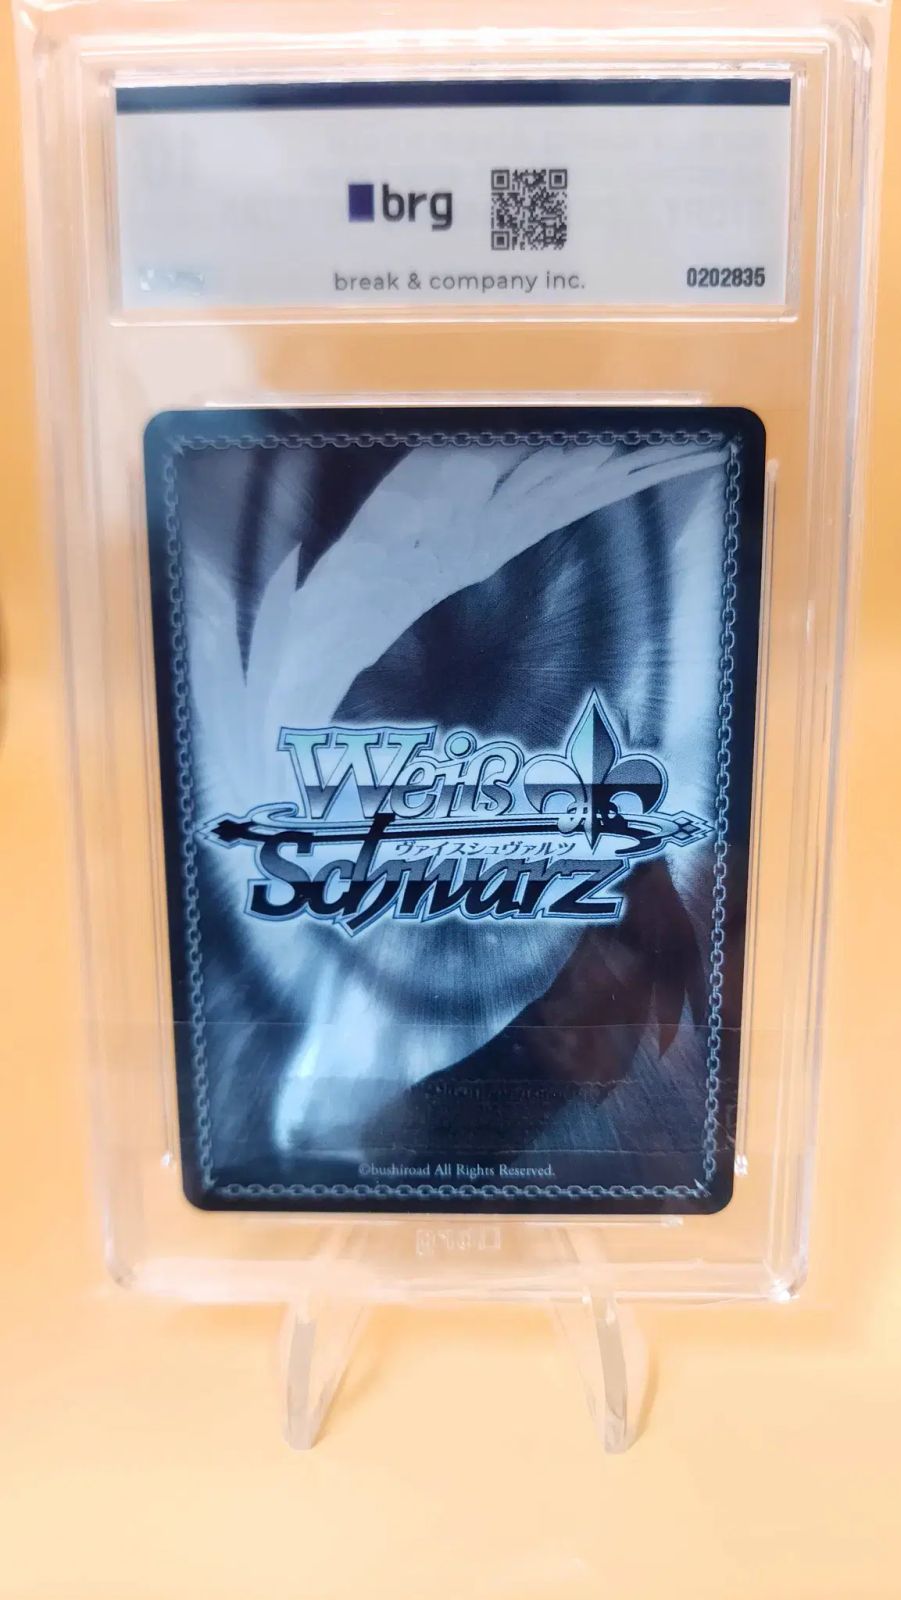 brg
break & company inc.
0202835
Weiß
ヴァイスシュヴァルツ
Schwarz
©bushiroad All Rights Reserved.